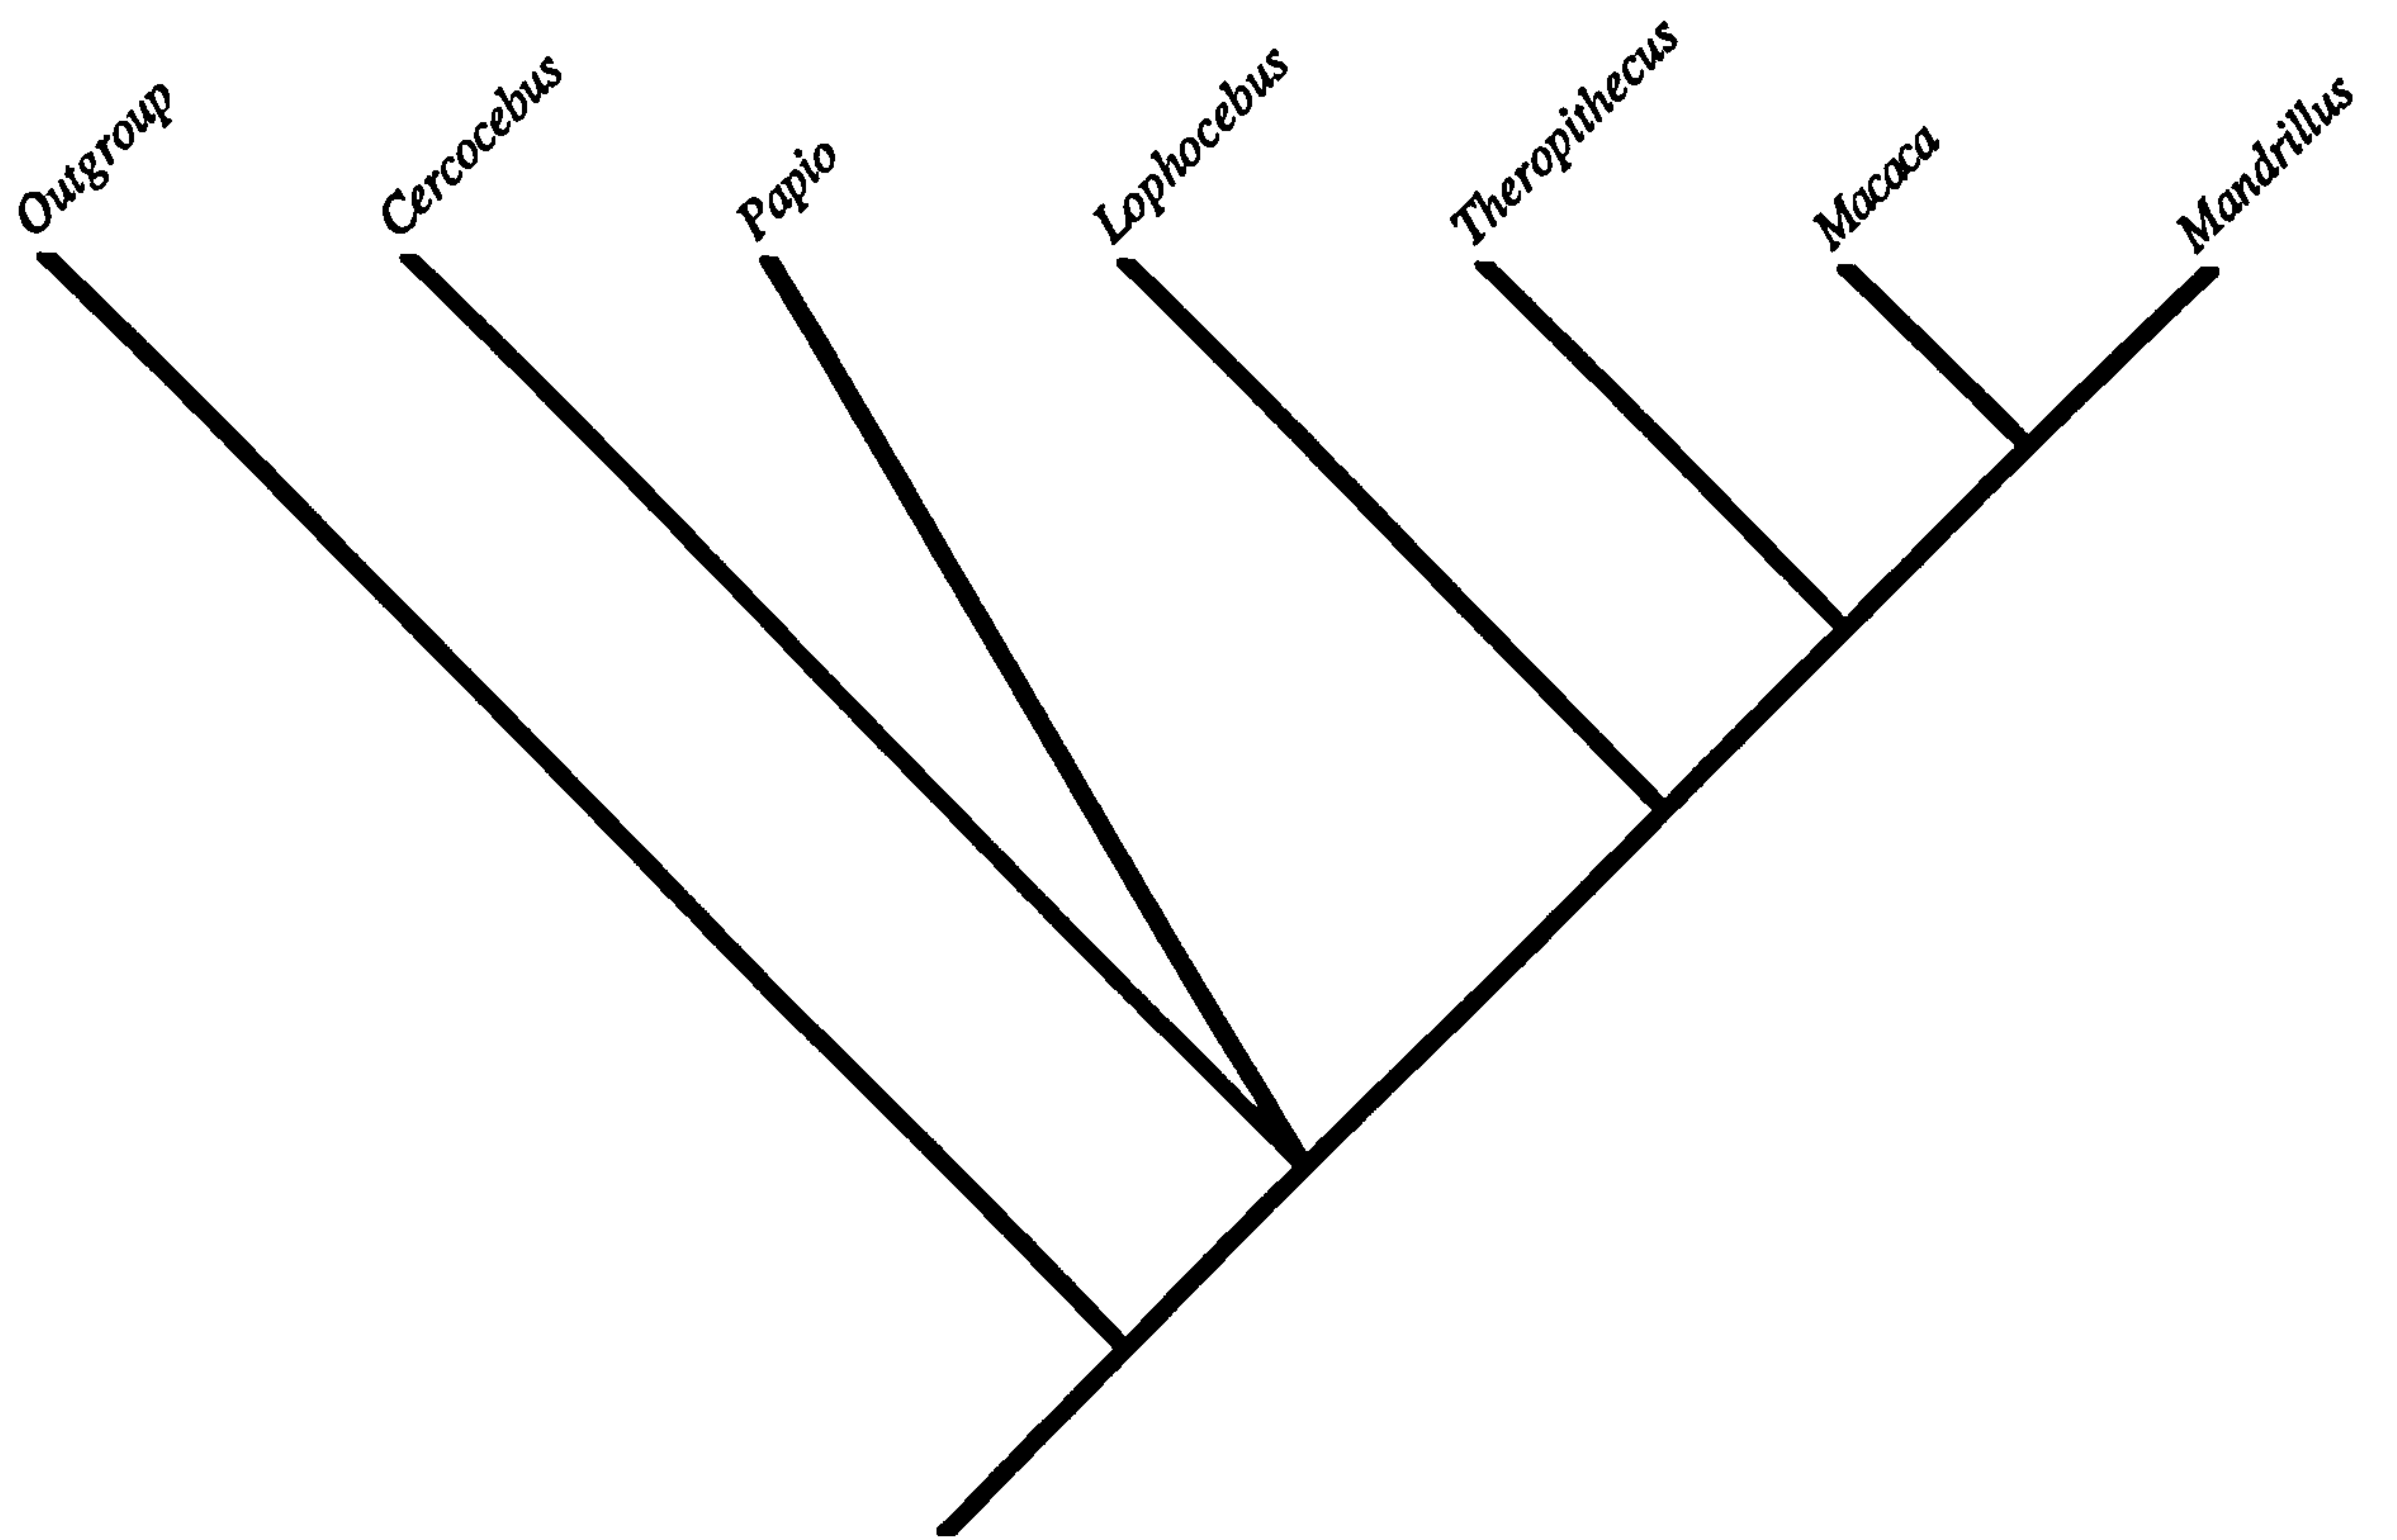 Outgroup
Cercocebus
Papio
Lophocebus
Theropithecus
Macaca
Mandrillus